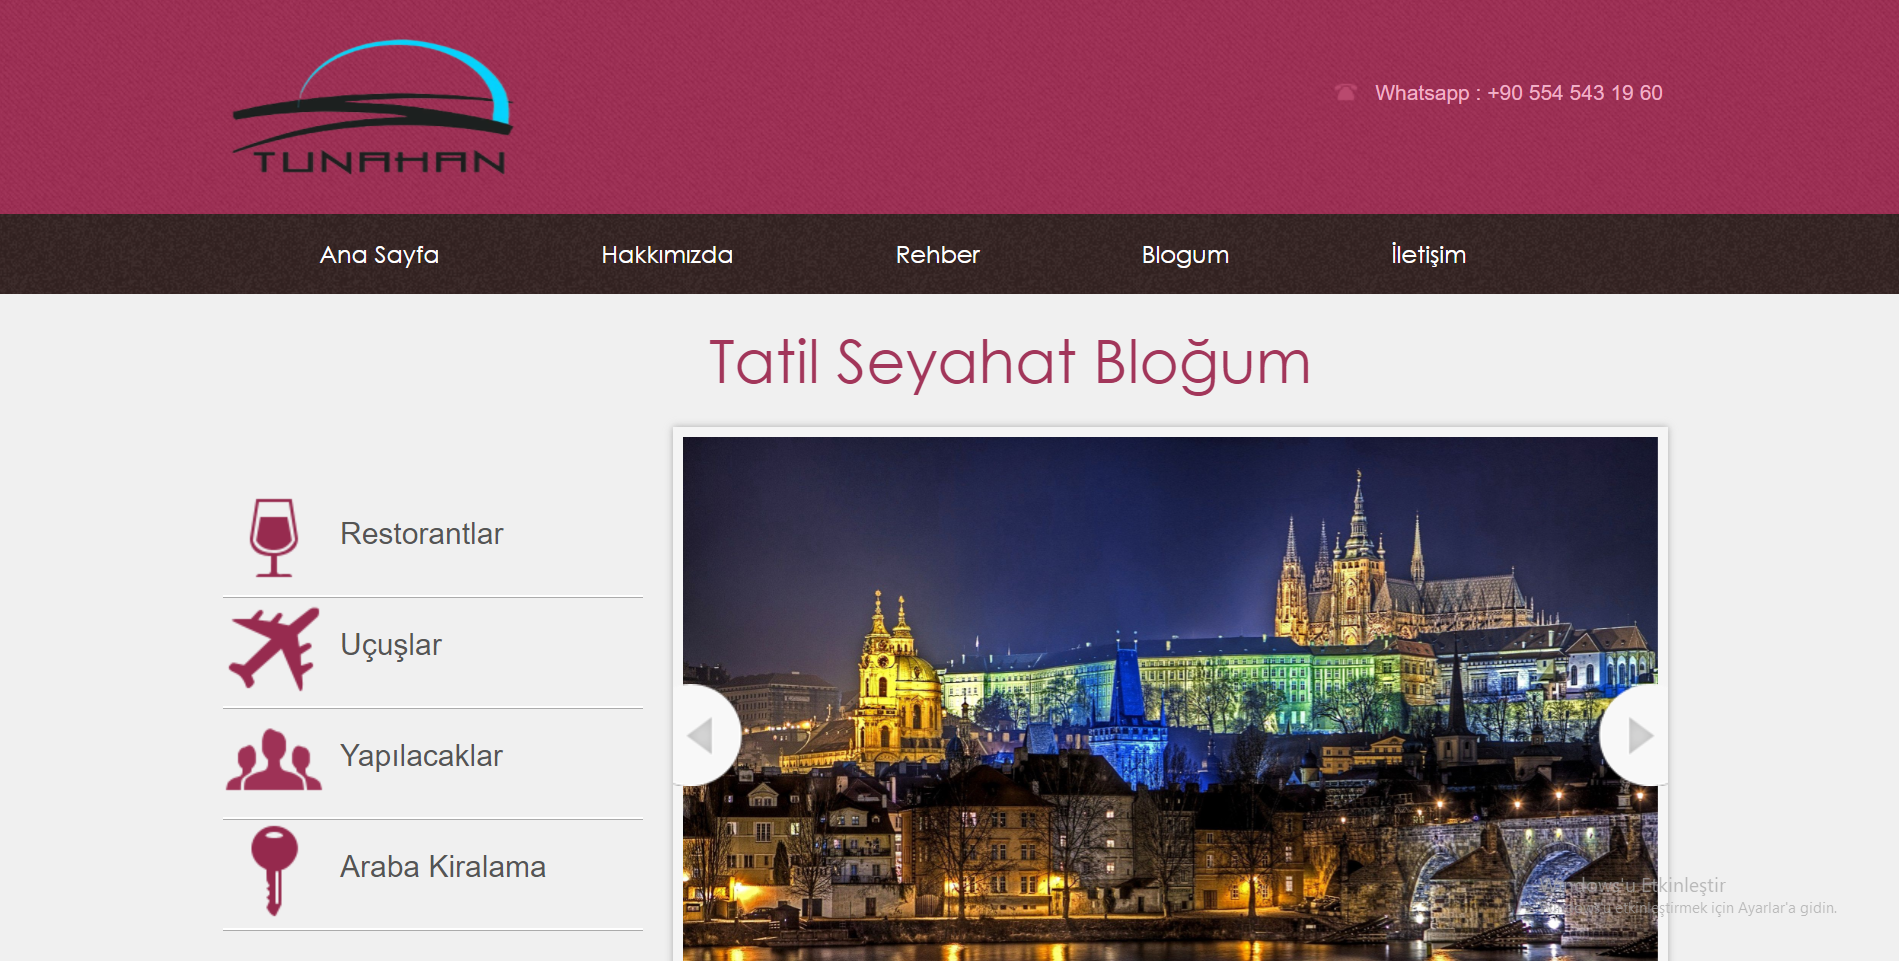 TUNAHAN
Whatsapp : +90 554 543 19 60
Ana Sayfa Hakkımızda Rehber Blogum İletişim
Tatil Seyahat Bloğum
Restorantlar
Uçuşlar
Yapılacaklar
Araba Kiralama
Windows'u Etkinleştir
Windows'u etkinleştirmek için Ayarlar'a gidin.